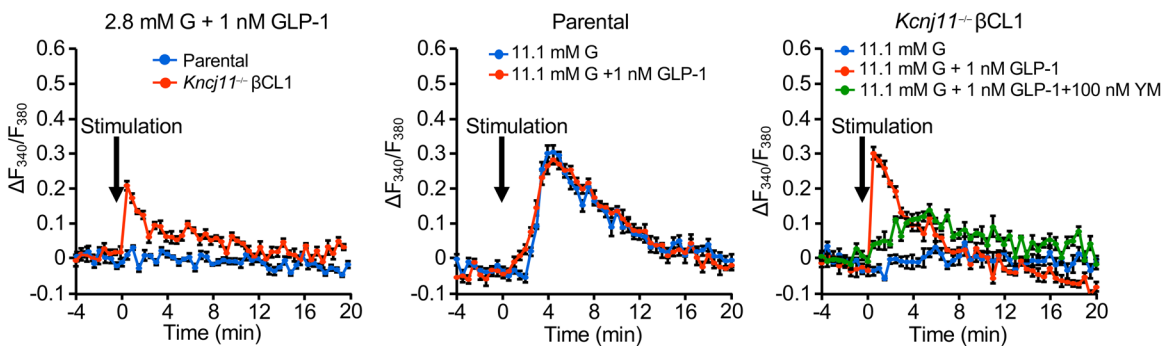 2.8 mM G + 1 nM GLP-1
Parental
Kncj11⁻/⁻ βCL1
Stimulation
ΔF340/F380
0.6
0.5
0.4
0.3
0.2
0.1
0
-0.1
-4 0 4 8 12 16 20
Time (min)
Parental
11.1 mM G
11.1 mM G +1 nM GLP-1
Stimulation
ΔF340/F380
0.6
0.5
0.4
0.3
0.2
0.1
0
-0.1
-4 0 4 8 12 16 20
Time (min)
Kcnj11⁻/⁻ βCL1
11.1 mM G
11.1 mM G + 1 nM GLP-1
11.1 mM G + 1 nM GLP-1+100 nM YM
Stimulation
ΔF340/F380
0.6
0.5
0.4
0.3
0.2
0.1
0
-0.1
-4 0 4 8 12 16 20
Time (min)